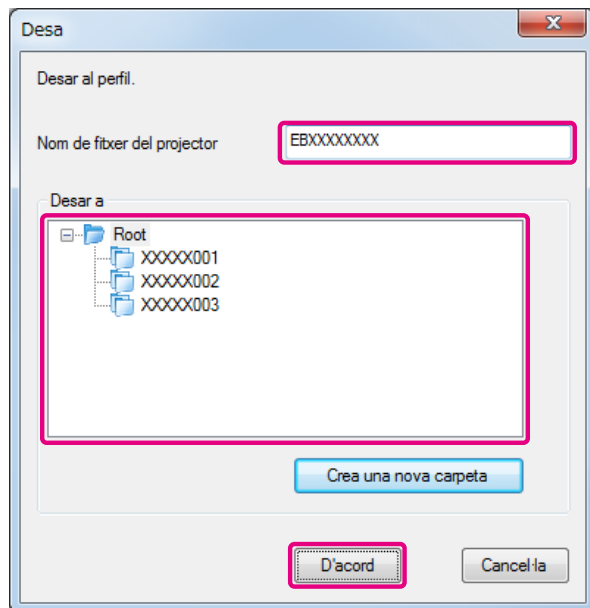 Desa
Desar al perfil.
Nom de fitxer del projector
EBXXXXXXXX
Desar a
Root
XXXXX001
XXXXX002
XXXXX003
Crea una nova carpeta
D'acord
Cancel·la